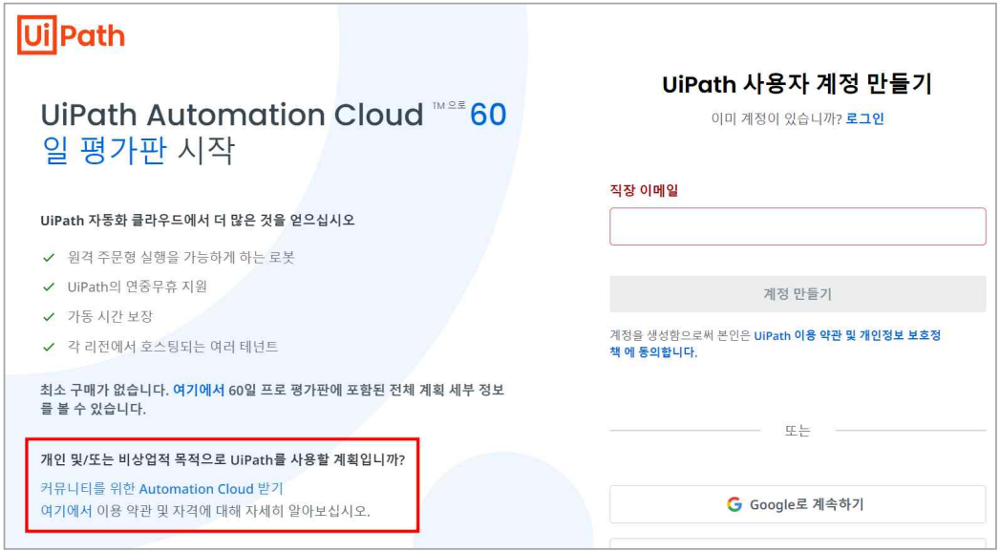 UiPath
UiPath Automation Cloud ™으로 60
일 평가판 시작
UiPath 자동화 클라우드에서 더 많은 것을 얻으십시오
원격 주문형 실행을 가능하게 하는 로봇
UiPath의 연중무휴 지원
가동 시간 보장
각 리전에서 호스팅되는 여러 테넌트
최소 구매가 없습니다. 여기에서 60일 프로 평가판에 포함된 전체 계획 세부 정보
를 볼 수 있습니다.
개인 및/또는 비상업적 목적으로 UiPath를 사용할 계획입니까?
커뮤니티를 위한 Automation Cloud 받기
여기에서 이용 약관 및 자격에 대해 자세히 알아보십시오.
UiPath 사용자 계정 만들기
이미 계정이 있습니까? 로그인
직장 이메일
계정 만들기
계정을 생성함으로써 본인은 UiPath 이용 약관 및 개인정보 보호정
책 에 동의합니다.
또는
Google로 계속하기